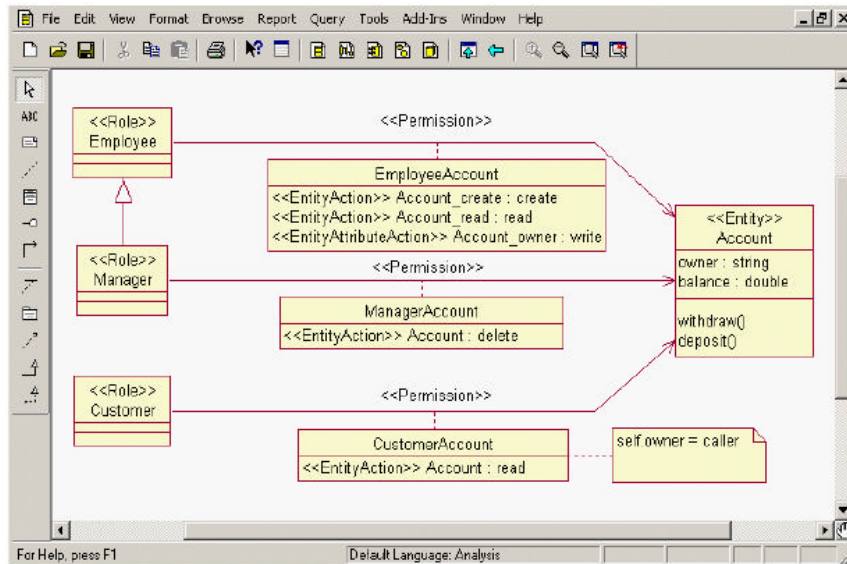 File Edit View Format Browse Report Query Tools Add-Ins Window Help
ABC
<<Role>>
Employee
<<Permission>>
EmployeeAccount
<<EntityAction>> Account_create : create
<<EntityAction>> Account_read : read
<<EntityAttributeAction>> Account_owner : write
<<Entity>>
Account
owner : string
balance : double
withdraw()
deposit()
<<Role>>
Manager
<<Permission>>
ManagerAccount
<<EntityAction>> Account : delete
<<Role>>
Customer
<<Permission>>
CustomerAccount
<<EntityAction>> Account : read
self.owner = caller
For Help, press F1
Default Language: Analysis